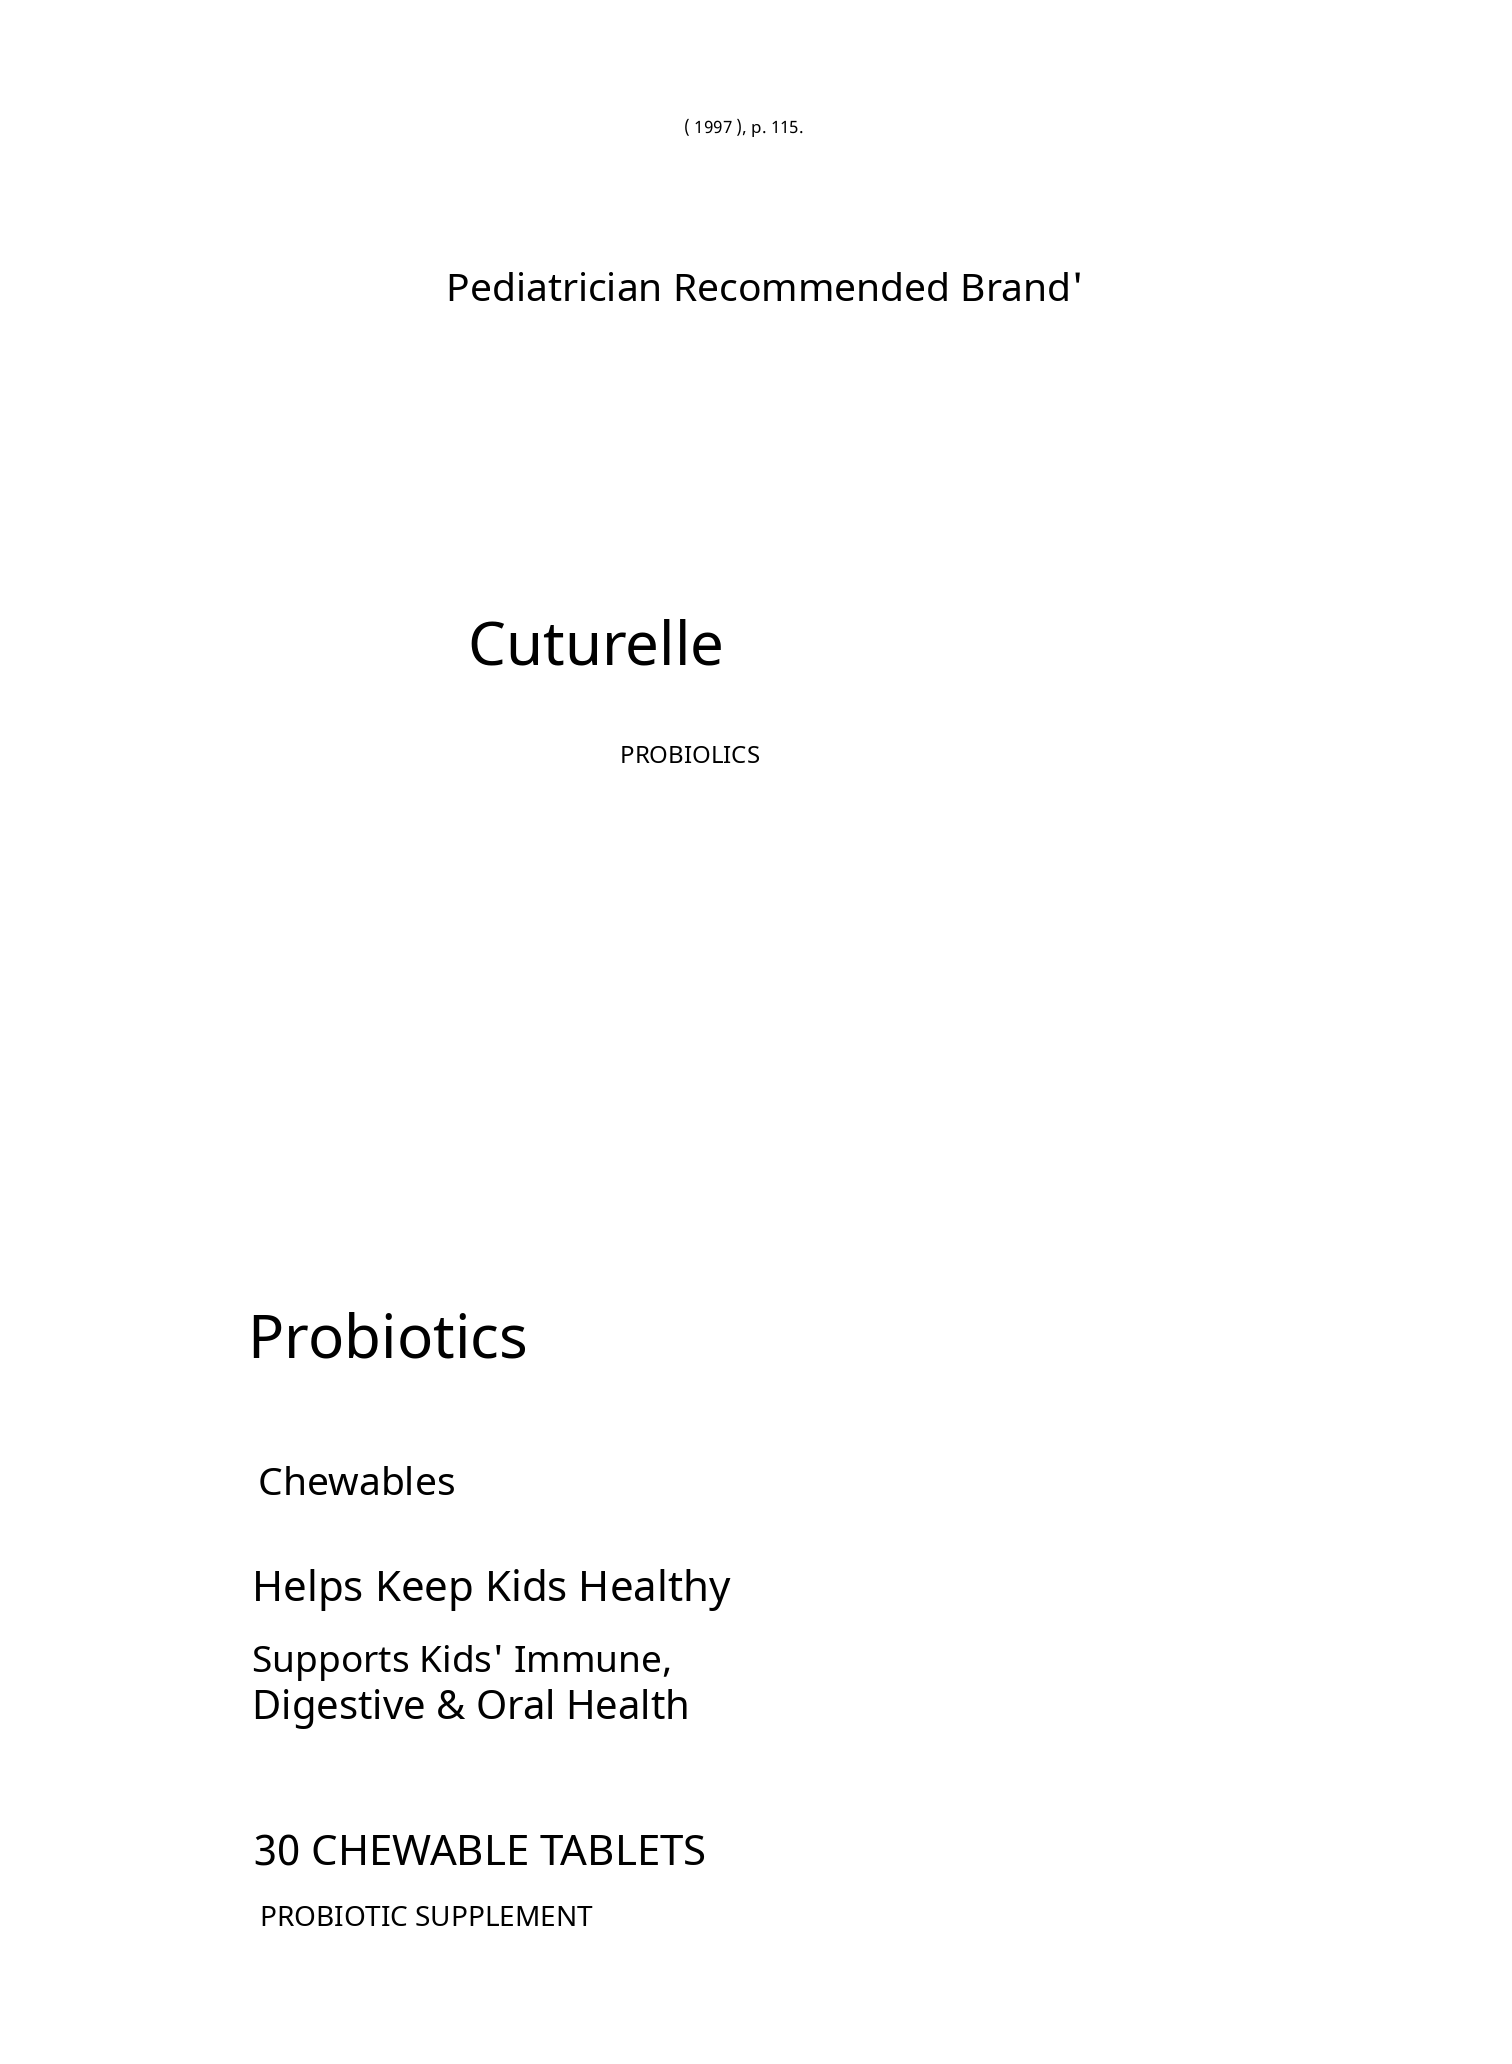 ( 1997 ), p. 115.
Pediatrician Recommended Brand'
Cuturelle
PROBIOLICS
Probiotics
Chewables
Helps Keep Kids Healthy
Supports Kids' Immune,
Digestive & Oral Health
30 CHEWABLE TABLETS
PROBIOTIC SUPPLEMENT